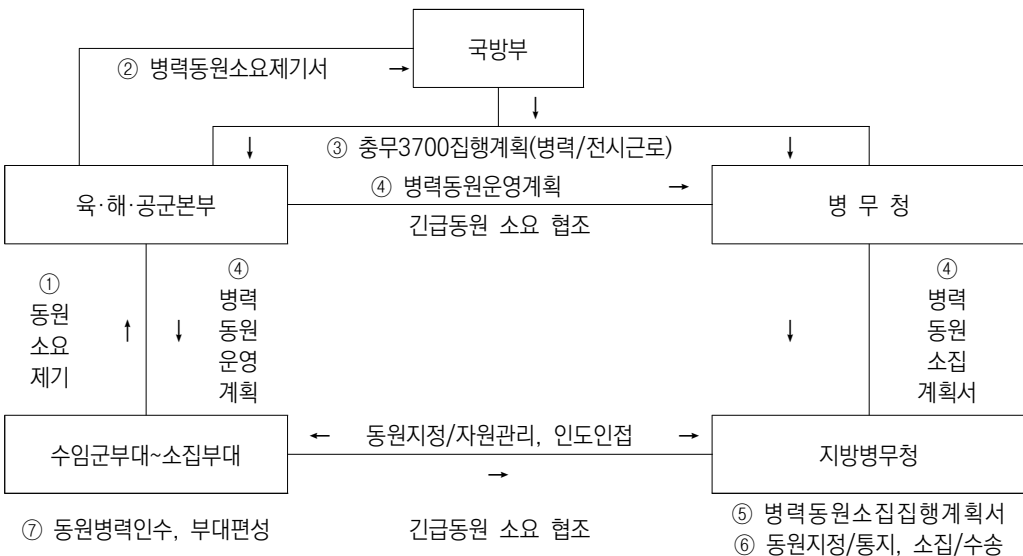 국방부
② 병력동원소요제기서 →
↓
↓ ③ 충무3700집행계획(병력/전시근로) ↓
육·해·공군본부
④ 병력동원운영계획 →
긴급동원 소요 협조
병 무 청
①
동원
소요
제기
↑ ↓
④
병력
동원
운영
계획
↓
④
병력
동원
소집
계획서
수임군부대~소집부대
← 동원지정/자원관리, 인도인접 →
→
긴급동원 소요 협조
지방병무청
⑦ 동원병력인수, 부대편성
⑤ 병력동원소집집행계획서
⑥ 동원지정/통지, 소집/수송